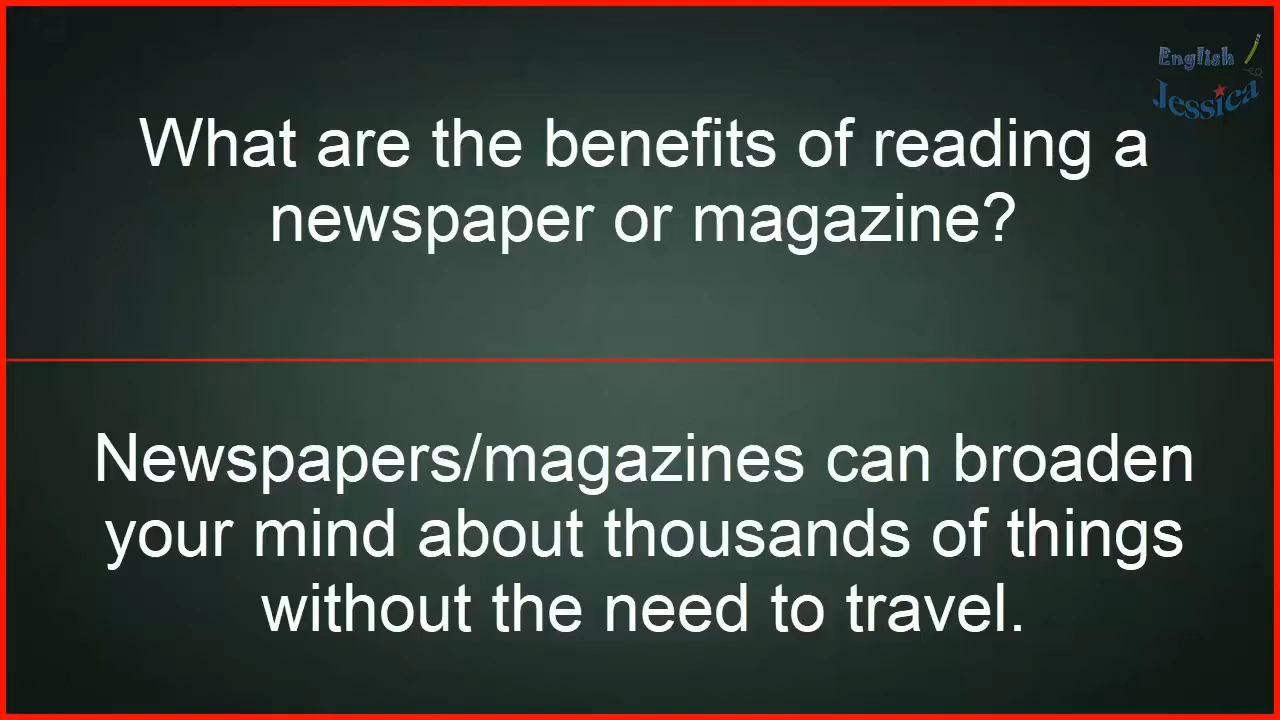 English
Jessica
What are the benefits of reading a
newspaper or magazine?
Newspapers/magazines can broaden
your mind about thousands of things
without the need to travel.